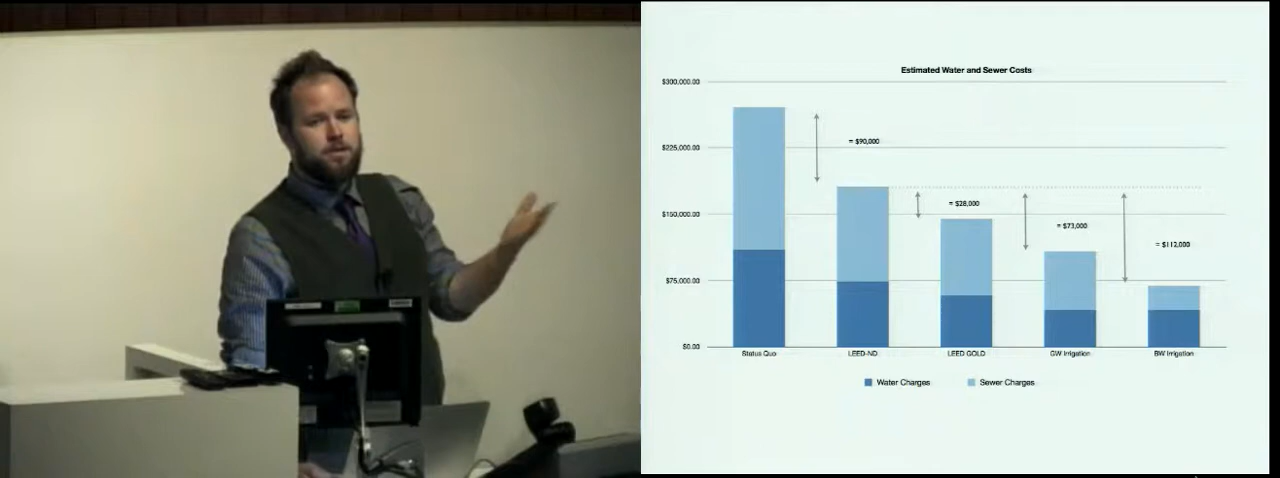 Estimated Water and Sewer Costs
$300,000.00
$225,000.00
$150,000.00
$75,000.00
$0.00
= $90,000
= $28,000
= $73,000
= $112,000
Status Quo
LEED-ND
LEED GOLD
GW Irrigation
BW Irrigation
Water Charges
Sewer Charges